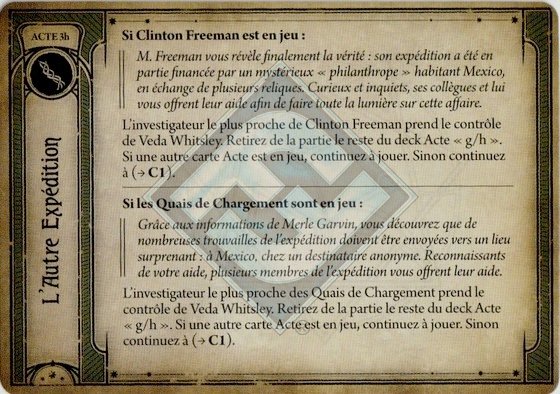 ACTE 3h
L'Autre Expédition
Si Clinton Freeman est en jeu :
M. Freeman vous révèle finalement la vérité : son expédition a été en
partie financée par un mystérieux « philanthrope » habitant Mexico,
en échange de plusieurs reliques. Curieux et inquiets, ses collègues et lui
vous offrent leur aide afin de faire toute la lumière sur cette affaire.
L'investigateur le plus proche de Clinton Freeman prend le contrôle
de Veda Whitsley. Retirez de la partie le reste du deck Acte « g/h ».
Si une autre carte Acte est en jeu, continuez à jouer. Sinon continuez
à (→ C1).
Si les Quais de Chargement sont en jeu :
Grâce aux informations de Merle Garvin, vous découvrez que de
nombreuses trouvailles de l'expédition doivent être envoyées vers un lieu
surprenant : à Mexico, chez un destinataire anonyme. Reconnaissants
de votre aide, plusieurs membres de l'expédition vous offrent leur aide.
L'investigateur le plus proche des Quais de Chargement prend le
contrôle de Veda Whitsley. Retirez de la partie le reste du deck Acte
« g/h ». Si une autre carte Acte est en jeu, continuez à jouer. Sinon
continuez à (→ C1).